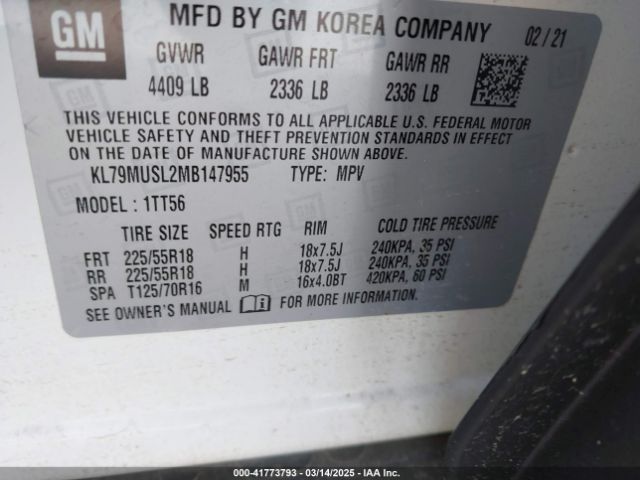 GM
MFD BY GM KOREA COMPANY 02/21
GVWR GAWR FRT GAWR RR
4409 LB 2336 LB 2336 LB
THIS VEHICLE CONFORMS TO ALL APPLICABLE U.S. FEDERAL MOTOR
VEHICLE SAFETY AND THEFT PREVENTION STANDARDS IN EFFECT
ON THE DATE OF MANUFACTURE SHOWN ABOVE.
KL79MUSL2MB147955 TYPE: MPV
MODEL : 1TT56
TIRE SIZE SPEED RTG RIM COLD TIRE PRESSURE
FRT 225/55R18 H 18x7.5J 240KPA, 35 PSI
RR 225/55R18 H 18x7.5J 240KPA, 35 PSI
SPA T125/70R16 M 16x4.0BT 420KPA, 60 PSI
SEE OWNER'S MANUAL FOR MORE INFORMATION.
000-41773793 - 03/14/2025 - IAA Inc.